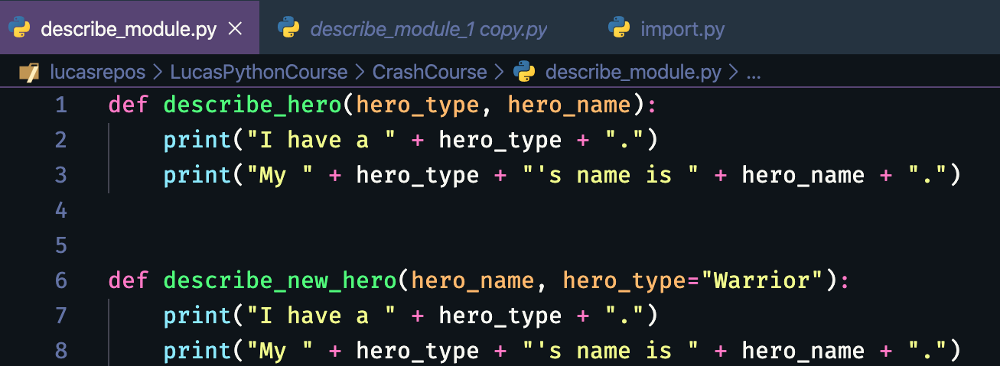 describe_module.py × describe_module_1 copy.py import.py
lucasrepos > LucasPythonCourse > CrashCourse > describe_module.py > ...
1 def describe_hero(hero_type, hero_name):
2 print("I have a " + hero_type + ".")
3 print("My " + hero_type + "'s name is " + hero_name + ".")
4
5
6 def describe_new_hero(hero_name, hero_type="Warrior"):
7 print("I have a " + hero_type + ".")
8 print("My " + hero_type + "'s name is " + hero_name + ".")